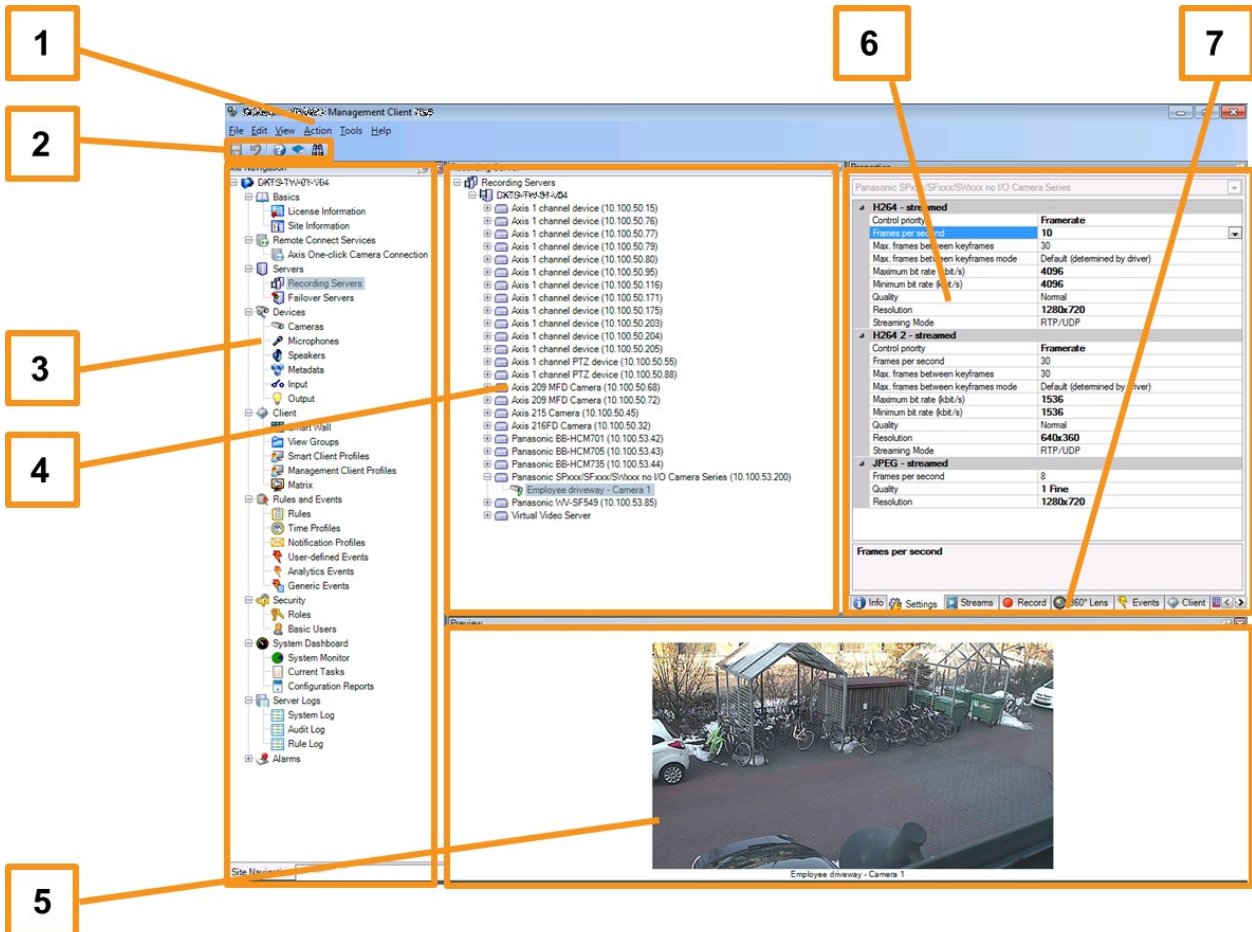 1
6
7
2
Management Client
File Edit View Action Tools Help
Site Navigation
Recording Server
Properties
3
4
5
Basics
License Information
Site Information
Remote Connect Services
Axis One-click Camera Connection
Servers
Recording Servers
Failover Servers
Devices
Cameras
Microphones
Speakers
Metadata
Input
Output
Client
Smart Wall
View Groups
Smart Client Profiles
Management Client Profiles
Matrix
Rules and Events
Rules
Time Profiles
Notification Profiles
User-defined Events
Analytics Events
Generic Events
Security
Roles
Basic Users
System Dashboard
System Monitor
Current Tasks
Configuration Reports
Server Logs
System Log
Audit Log
Rule Log
Alarms
Site Navigation
Recording Servers
Axis 1 channel device (10.100.50.15)
Axis 1 channel device (10.100.50.76)
Axis 1 channel device (10.100.50.77)
Axis 1 channel device (10.100.50.79)
Axis 1 channel device (10.100.50.80)
Axis 1 channel device (10.100.50.95)
Axis 1 channel device (10.100.50.116)
Axis 1 channel device (10.100.50.171)
Axis 1 channel device (10.100.50.175)
Axis 1 channel device (10.100.50.203)
Axis 1 channel device (10.100.50.204)
Axis 1 channel device (10.100.50.205)
Axis 1 channel PTZ device (10.100.50.55)
Axis 1 channel PTZ device (10.100.50.88)
Axis 209 MFD Camera (10.100.50.68)
Axis 209 MFD Camera (10.100.50.72)
Axis 215 Camera (10.100.50.45)
Axis 216FD Camera (10.100.50.32)
Panasonic BB-HCM701 (10.100.53.42)
Panasonic BB-HCM705 (10.100.53.43)
Panasonic BB-HCM735 (10.100.53.44)
Panasonic SPxxx/SFxxx/SWxxx no I/O Camera Series (10.100.53.200)
Employee driveway - Camera 1
Panasonic WV-SF549 (10.100.53.85)
Virtual Video Server
Panasonic SPxxx/SFxxx/SWxxx no I/O Camera Series
H264 - streamed
Control priority Framerate
Frames per second 10
Max. frames between keyframes 30
Max. frames between keyframes mode Default (determined by driver)
Maximum bit rate (kbit/s) 4096
Minimum bit rate (kbit/s) 4096
Quality Normal
Resolution 1280x720
Streaming Mode RTP/UDP
H264 2 - streamed
Control priority Framerate
Frames per second 30
Max. frames between keyframes 30
Max. frames between keyframes mode Default (determined by driver)
Maximum bit rate (kbit/s) 1536
Minimum bit rate (kbit/s) 1536
Quality Normal
Resolution 640x360
Streaming Mode RTP/UDP
JPEG - streamed
Frames per second 8
Quality 1 Fine
Resolution 1280x720
Frames per second
Info Settings Streams Record 360° Lens Events Client
Preview
Employee driveway - Camera 1